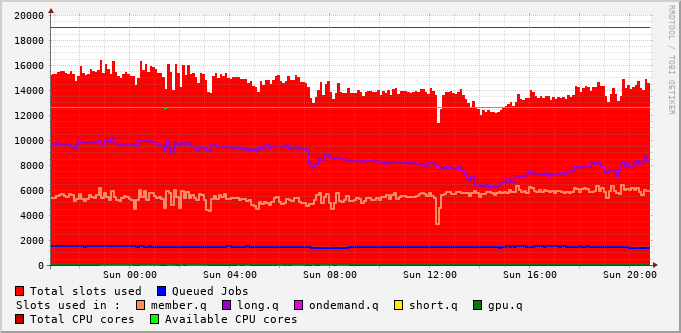 20000
18000
16000
14000
12000
10000
8000
6000
4000
2000
0
Sun 00:00 Sun 04:00 Sun 08:00 Sun 12:00 Sun 16:00 Sun 20:00
Total slots used Queued Jobs
Slots used in : member.q long.q ondemand.q short.q gpu.q
Total CPU cores Available CPU cores
RRDTOOL / TOBI OETIKER